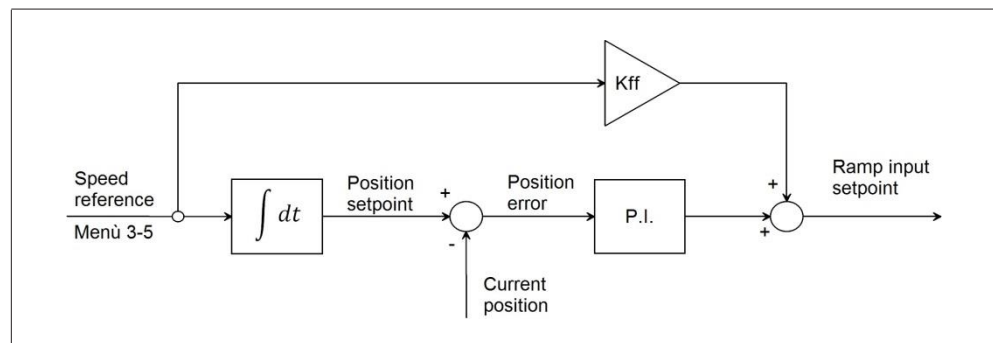 Kff
Speed
reference
Menù 3-5
∫ dt
Position
setpoint
+
-
Current
position
Position
error
P.I.
+
+
Ramp input
setpoint